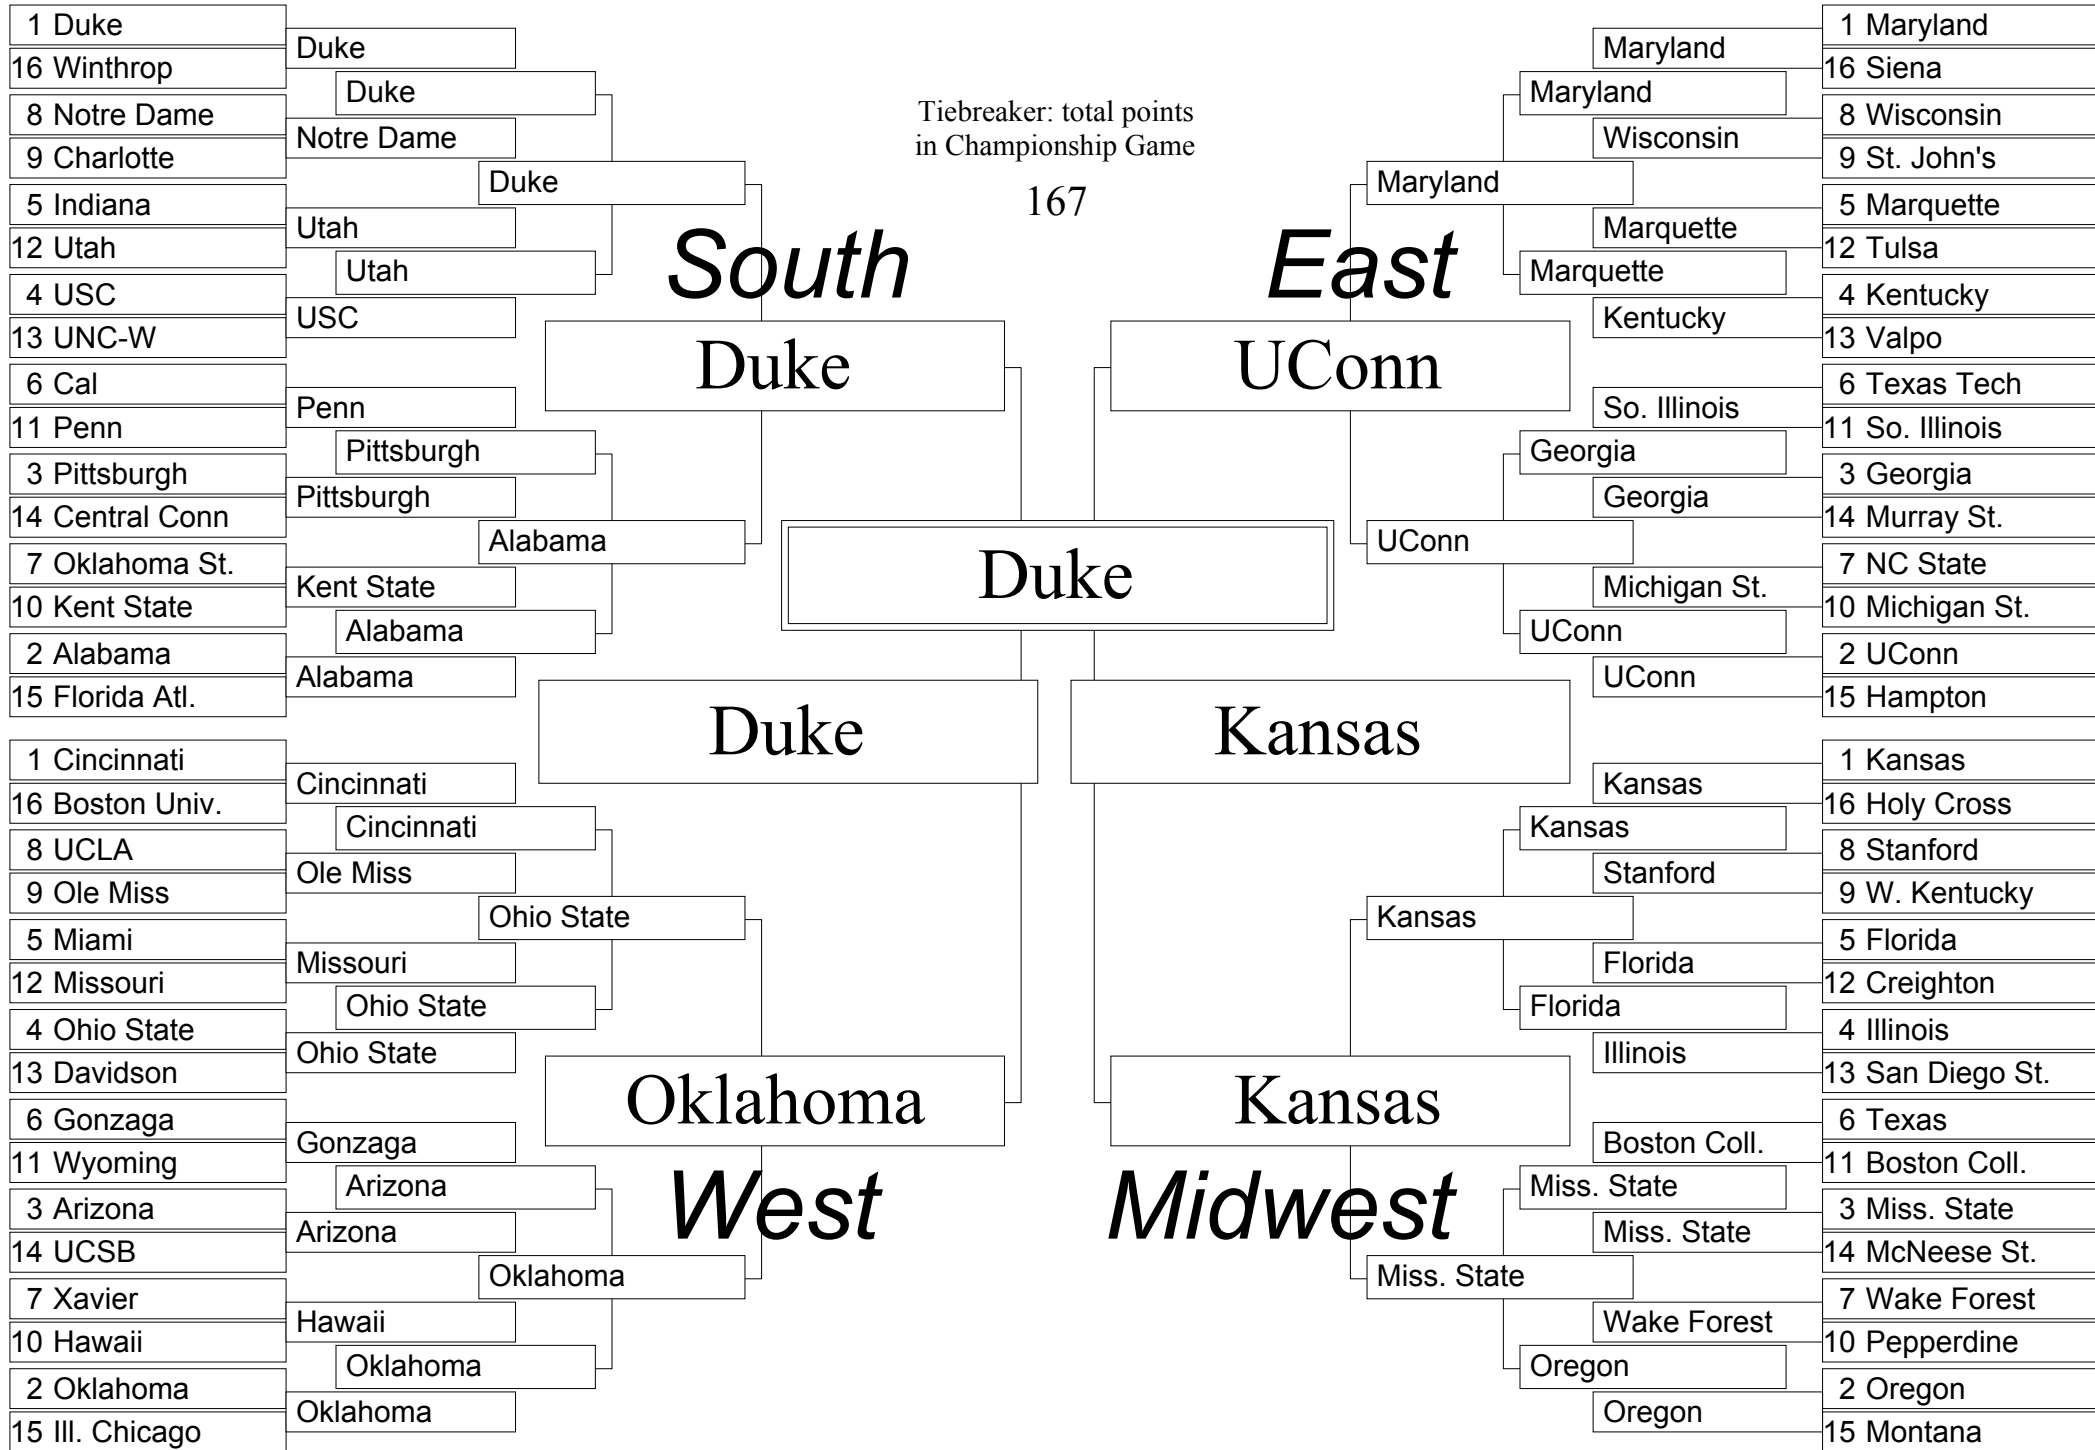 1 Duke
16 Winthrop
8 Notre Dame
9 Charlotte
5 Indiana
12 Utah
4 USC
13 UNC-W
6 Cal
11 Penn
3 Pittsburgh
14 Central Conn
7 Oklahoma St.
10 Kent State
2 Alabama
15 Florida Atl.
Duke
Notre Dame
Utah
USC
Penn
Pittsburgh
Kent State
Alabama
Duke
Utah
Pittsburgh
Alabama
Duke
Alabama
South
Duke
1 Cincinnati
16 Boston Univ.
8 UCLA
9 Ole Miss
5 Miami
12 Missouri
4 Ohio State
13 Davidson
6 Gonzaga
11 Wyoming
3 Arizona
14 UCSB
7 Xavier
10 Hawaii
2 Oklahoma
15 Ill. Chicago
Cincinnati
Ole Miss
Missouri
Ohio State
Gonzaga
Arizona
Hawaii
Oklahoma
Cincinnati
Ohio State
Arizona
Oklahoma
Ohio State
Oklahoma
Oklahoma
West
Tiebreaker: total points
in Championship Game
167
Duke
Duke
Kansas
East
UConn
Maryland
UConn
Maryland
Marquette
Georgia
UConn
Maryland
Wisconsin
Marquette
Kentucky
So. Illinois
Georgia
Michigan St.
UConn
1 Maryland
16 Siena
8 Wisconsin
9 St. John's
5 Marquette
12 Tulsa
4 Kentucky
13 Valpo
6 Texas Tech
11 So. Illinois
3 Georgia
14 Murray St.
7 NC State
10 Michigan St.
2 UConn
15 Hampton
Kansas
Midwest
Kansas
Miss. State
Kansas
Florida
Miss. State
Oregon
Kansas
Stanford
Florida
Illinois
Boston Coll.
Miss. State
Wake Forest
Oregon
1 Kansas
16 Holy Cross
8 Stanford
9 W. Kentucky
5 Florida
12 Creighton
4 Illinois
13 San Diego St.
6 Texas
11 Boston Coll.
3 Miss. State
14 McNeese St.
7 Wake Forest
10 Pepperdine
2 Oregon
15 Montana